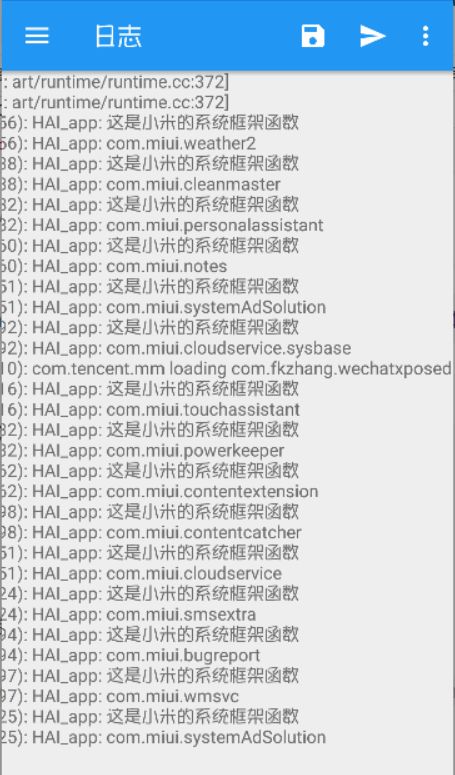 日志
: art/runtime/runtime.cc:372]
: art/runtime/runtime.cc:372]
56): HAI_app: 这是小米的系统框架函数
56): HAI_app: com.miui.weather2
38): HAI_app: 这是小米的系统框架函数
38): HAI_app: com.miui.cleanmaster
32): HAI_app: 这是小米的系统框架函数
32): HAI_app: com.miui.personalassistant
60): HAI_app: 这是小米的系统框架函数
60): HAI_app: com.miui.notes
51): HAI_app: 这是小米的系统框架函数
51): HAI_app: com.miui.systemAdSolution
92): HAI_app: 这是小米的系统框架函数
92): HAI_app: com.miui.cloudservice.sysbase
10): com.tencent.mm loading com.fkzhang.wechatxposed
16): HAI_app: 这是小米的系统框架函数
16): HAI_app: com.miui.touchassistant
32): HAI_app: 这是小米的系统框架函数
32): HAI_app: com.miui.powerkeeper
62): HAI_app: 这是小米的系统框架函数
62): HAI_app: com.miui.contentextension
98): HAI_app: 这是小米的系统框架函数
98): HAI_app: com.miui.contentcatcher
51): HAI_app: 这是小米的系统框架函数
51): HAI_app: com.miui.cloudservice
24): HAI_app: 这是小米的系统框架函数
24): HAI_app: com.miui.smsextra
94): HAI_app: 这是小米的系统框架函数
94): HAI_app: com.miui.bugreport
97): HAI_app: 这是小米的系统框架函数
97): HAI_app: com.miui.wmsvc
25): HAI_app: 这是小米的系统框架函数
25): HAI_app: com.miui.systemAdSolution